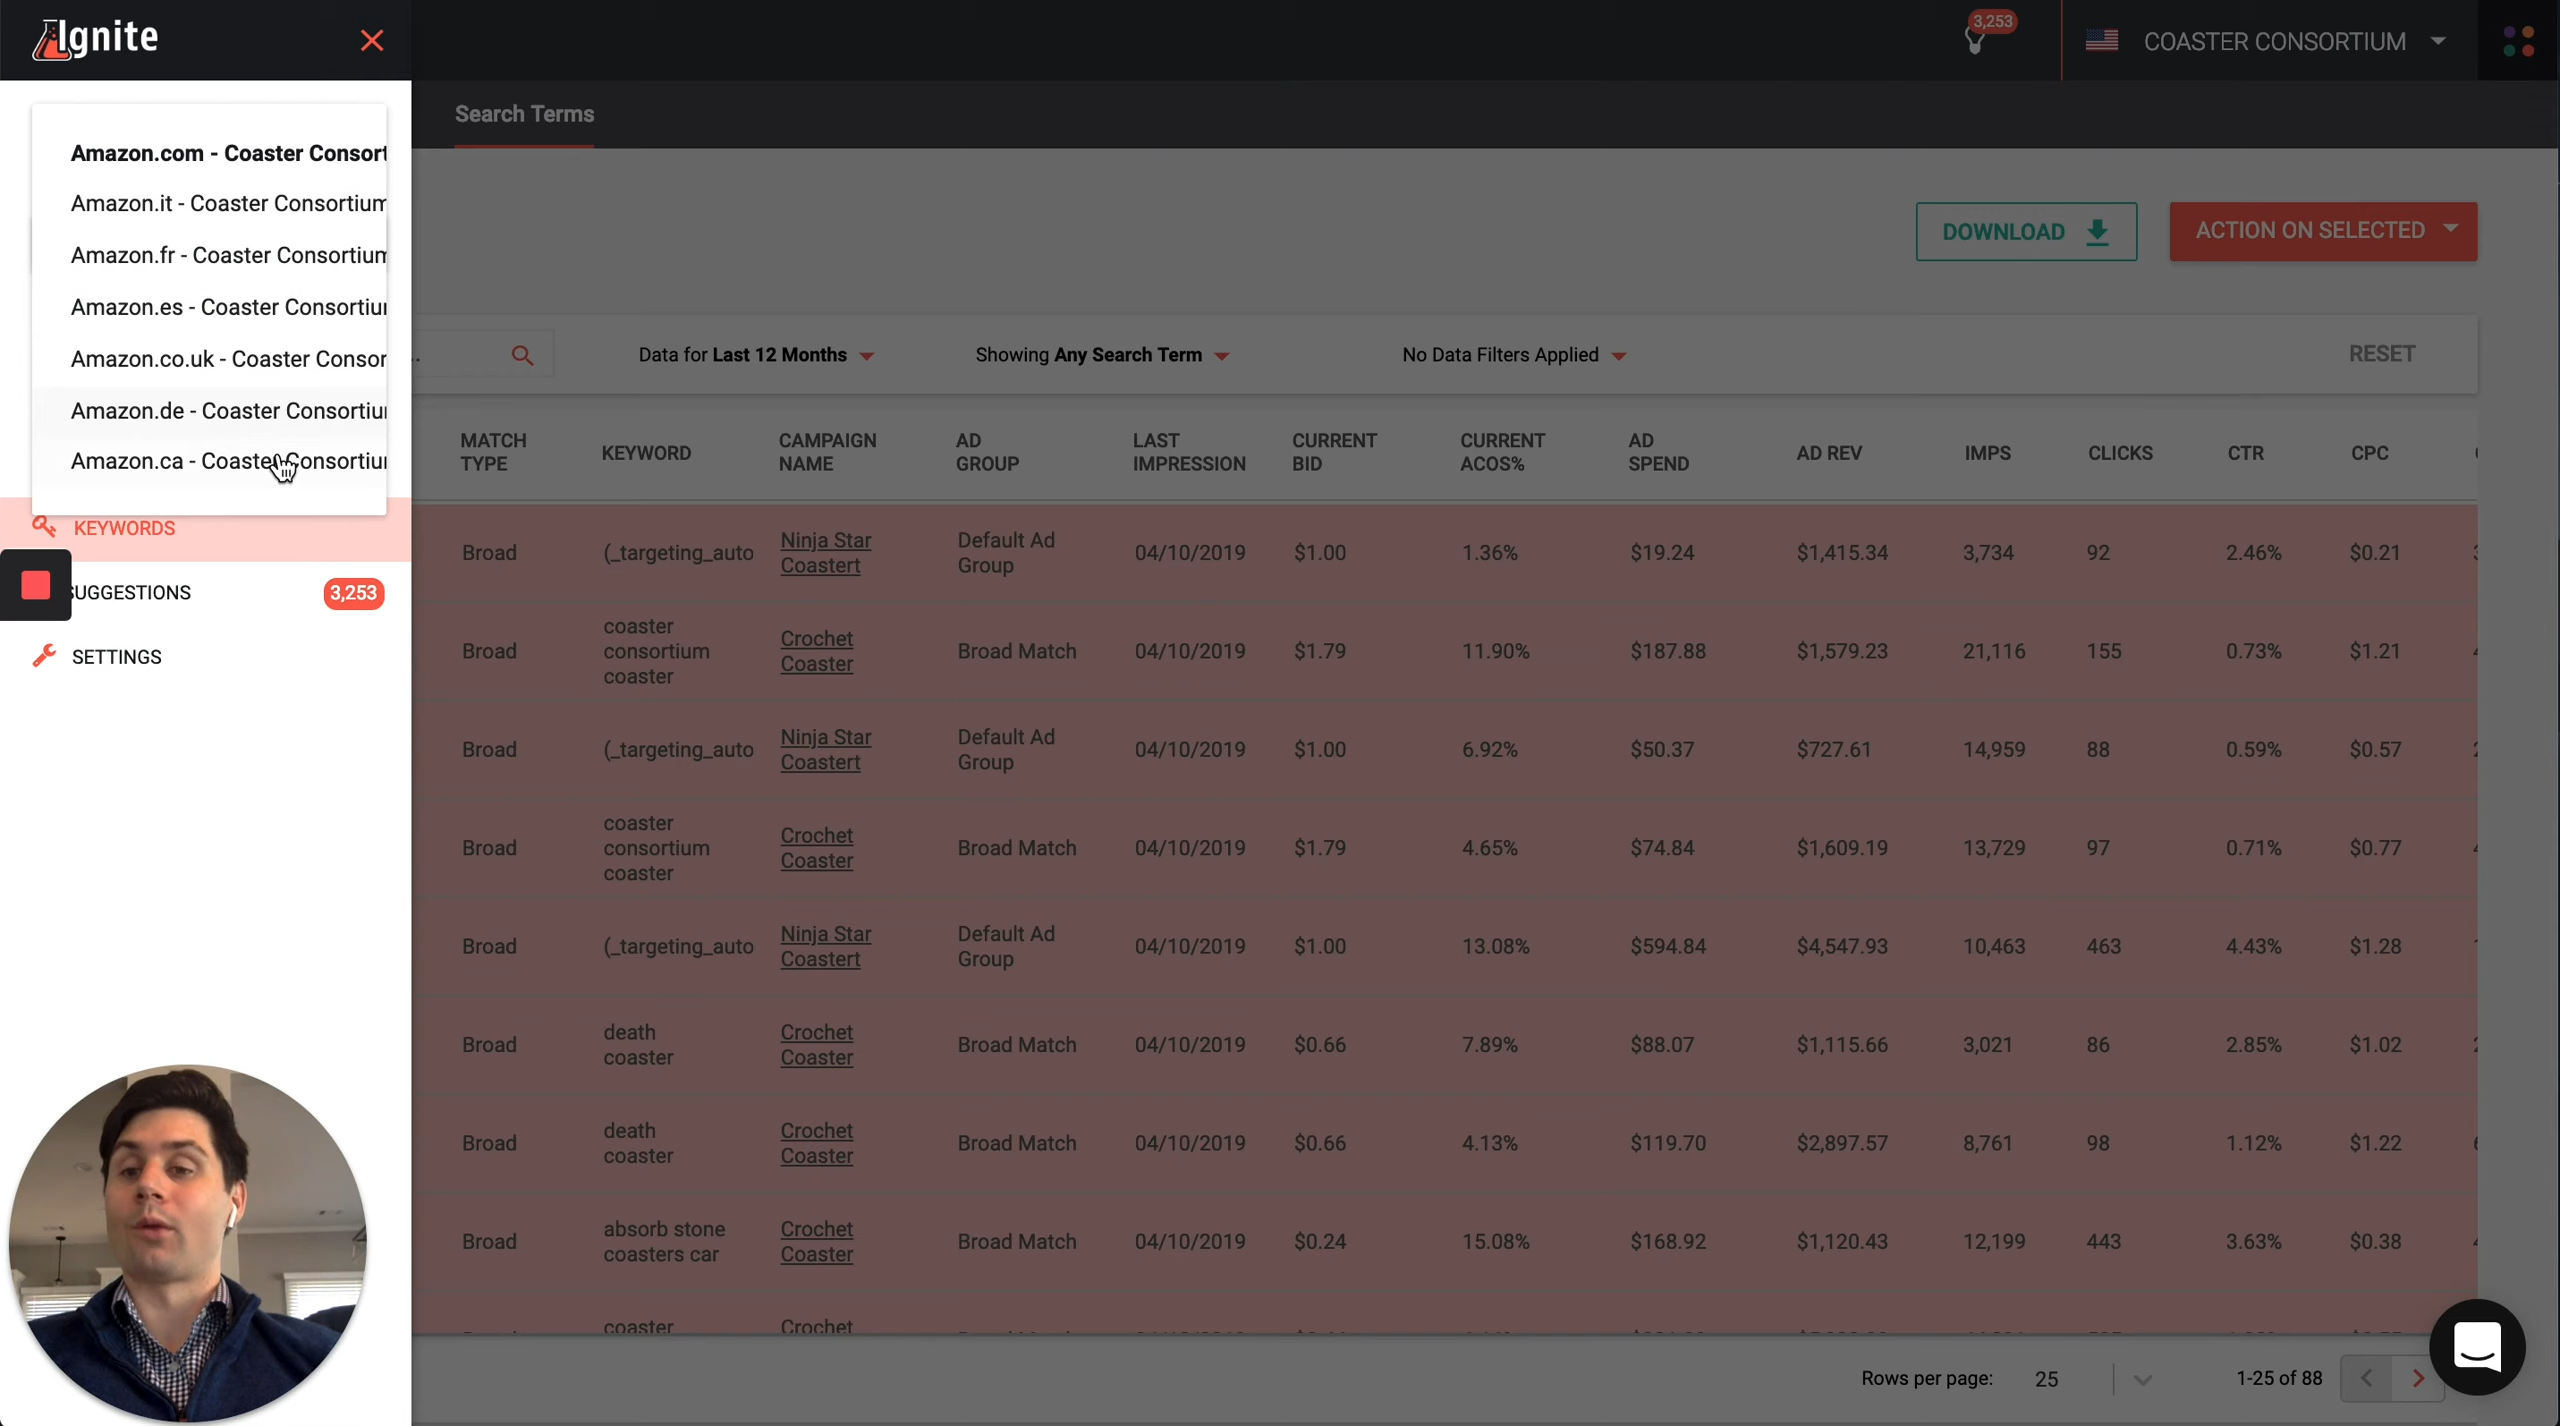 Ignite
3,253
COASTER CONSORTIUM
Search Terms
Amazon.com - Coaster Consort
Amazon.it - Coaster Consortium
Amazon.fr - Coaster Consortium
Amazon.es - Coaster Consortiu
Amazon.co.uk - Coaster Consor
Amazon.de - Coaster Consortiu
Amazon.ca - Coaster Consortiu
KEYWORDS
UGGESTIONS 3,253
SETTINGS
DOWNLOAD
ACTION ON SELECTED
Data for Last 12 Months
Showing Any Search Term
No Data Filters Applied
RESET
MATCH TYPE KEYWORD CAMPAIGN NAME AD GROUP LAST IMPRESSION CURRENT BID CURRENT ACOS% AD SPEND AD REV IMPS CLICKS CTR CPC
Broad (_targeting_auto Ninja Star Coastert Default Ad Group 04/10/2019 $1.00 1.36% $19.24 $1,415.34 3,734 92 2.46% $0.21
Broad coaster consortium coaster Crochet Coaster Broad Match 04/10/2019 $1.79 11.90% $187.88 $1,579.23 21,116 155 0.73% $1.21
Broad (_targeting_auto Ninja Star Coastert Default Ad Group 04/10/2019 $1.00 6.92% $50.37 $727.61 14,959 88 0.59% $0.57
Broad coaster consortium coaster Crochet Coaster Broad Match 04/10/2019 $1.79 4.65% $74.84 $1,609.19 13,729 97 0.71% $0.77
Broad (_targeting_auto Ninja Star Coastert Default Ad Group 04/10/2019 $1.00 13.08% $594.84 $4,547.93 10,463 463 4.43% $1.28
Broad death coaster Crochet Coaster Broad Match 04/10/2019 $0.66 7.89% $88.07 $1,115.66 3,021 86 2.85% $1.02
Broad death coaster Crochet Coaster Broad Match 04/10/2019 $0.66 4.13% $119.70 $2,897.57 8,761 98 1.12% $1.22
Broad absorb stone coasters car Crochet Coaster Broad Match 04/10/2019 $0.24 15.08% $168.92 $1,120.43 12,199 443 3.63% $0.38
coaster Crochet
Rows per page: 25 1-25 of 88